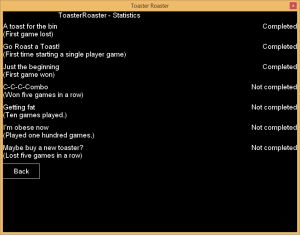 Toaster Roaster
ToasterRoaster - Statistics
A toast for the bin Completed
(First game lost)
Go Roast a Toast! Completed
(First time starting a single player game)
Just the beginning Completed
(First game won)
C-C-C-Combo Not completed
(Won five games in a row)
Getting fat Not completed
(Ten games played.)
I'm obese now Not completed
(Played one hundred games.)
Maybe buy a new toaster? Not completed
(Lost five games in a row)
Back